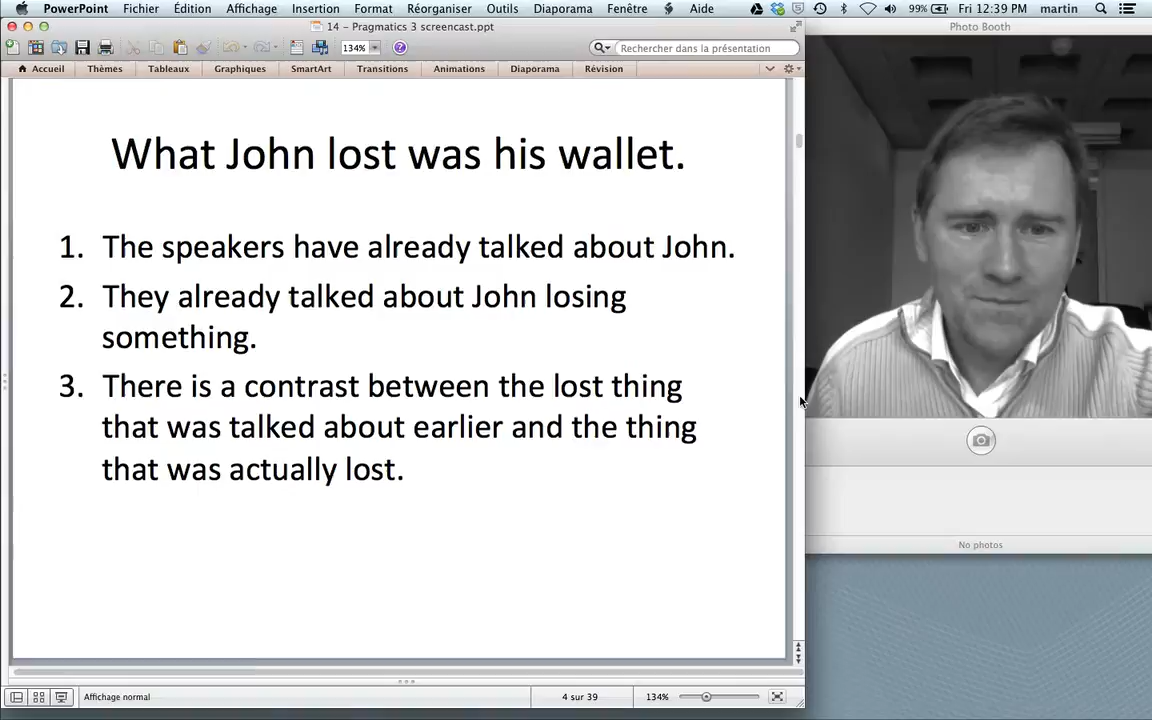 PowerPoint Fichier Édition Affichage Insertion Format Réorganiser Outils Diaporama Fenêtre Aide 99% Fri 12:39 PM martin
14 - Pragmatics 3 screencast.ppt
Photo Booth
134% Rechercher dans la présentation
Accueil Thèmes Tableaux Graphiques SmartArt Transitions Animations Diaporama Révision
What John lost was his wallet.
1. The speakers have already talked about John.
2. They already talked about John losing
something.
3. There is a contrast between the lost thing
that was talked about earlier and the thing
that was actually lost.
No photos
Affichage normal 4 sur 39 134%